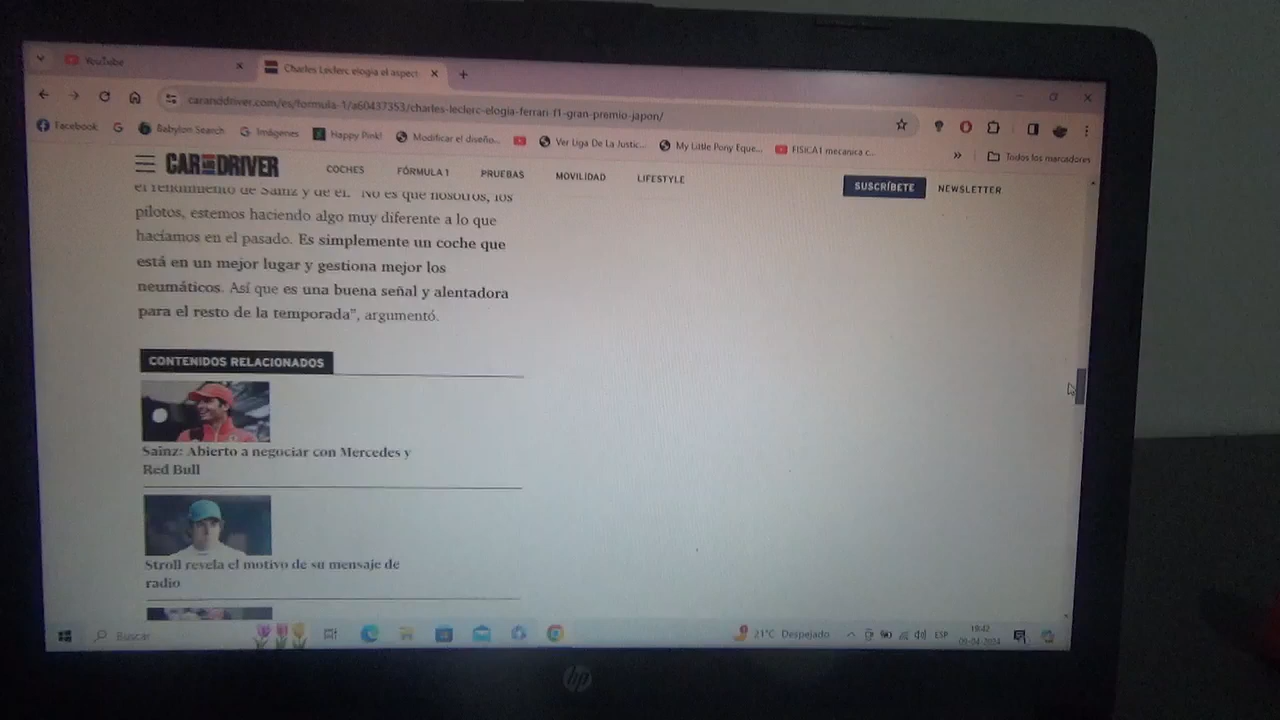 YouTube
Charles Leclerc elogia el aspect
caranddriver.com/es/formula-1/a60437353/charles-leclerc-elogia-ferrari-f1-gran-premio-japon/
Facebook
Babylon Search
Imágenes
Happy Pink!
Modificar el diseño...
Ver Liga De La Justic...
My Little Pony Eque...
FISICA1 mecanica c...
»
Todos los marcadores
CAR AND DRIVER
COCHES
FÓRMULA 1
PRUEBAS
MOVILIDAD
LIFESTYLE
SUSCRÍBETE
NEWSLETTER
el rendimiento de Sainz y de él. "No es que nosotros, los
pilotos, estemos haciendo algo muy diferente a lo que
hacíamos en el pasado. Es simplemente un coche que
está en un mejor lugar y gestiona mejor los
neumáticos. Así que es una buena señal y alentadora
para el resto de la temporada", argumentó.
CONTENIDOS RELACIONADOS
Sainz: Abierto a negociar con Mercedes y
Red Bull
Stroll revela el motivo de su mensaje de
radio
Buscar
21°C Despejado
ESP
18:42
09-04-2024
hp